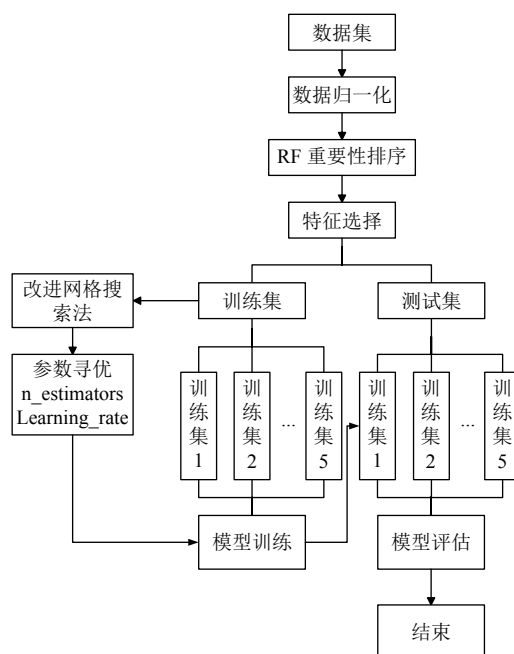 数据集
数据归一化
RF 重要性排序
特征选择
改进网格搜
索法
训练集
测试集
参数寻优
n_estimators
Learning_rate
训练集1
训练集2
...
训练集5
训练集1
训练集2
...
训练集5
模型训练
模型评估
结束